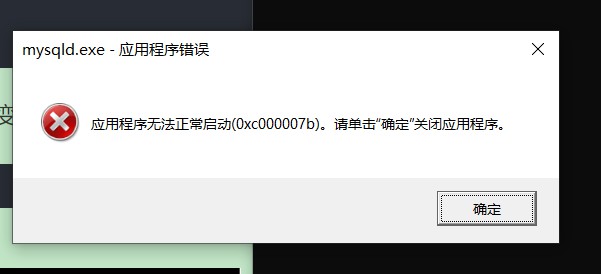 mysqld.exe - 应用程序错误
应用程序无法正常启动(0xc000007b)。请单击“确定”关闭应用程序。
确定